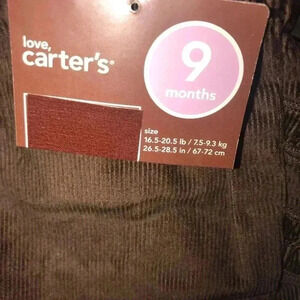 love,
carter's®
9
months
size
16.5-20.5 lb / 7.5-9.3 kg
26.5-28.5 in / 67-72 cm